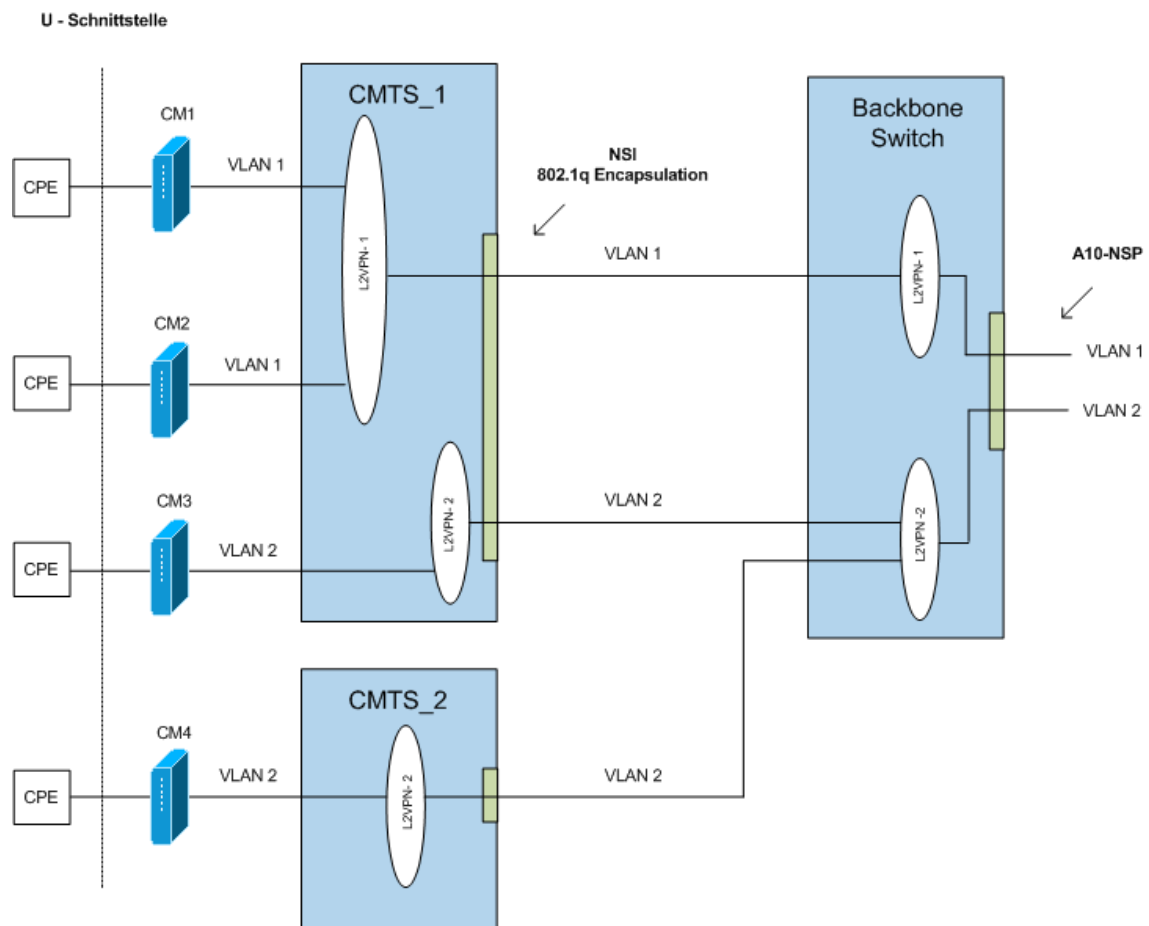 U - Schnittstelle
CMTS_1
CM1
VLAN 1
CPE
L2VPN- 1
NSI
802.1q Encapsulation
VLAN 1
Backbone
Switch
L2VPN- 1
A10-NSP
VLAN 1
VLAN 2
CM2
VLAN 1
CPE
CM3
VLAN 2
CPE
L2VPN- 2
VLAN 2
L2VPN -2
CMTS_2
CM4
VLAN 2
CPE
L2VPN- 2
VLAN 2